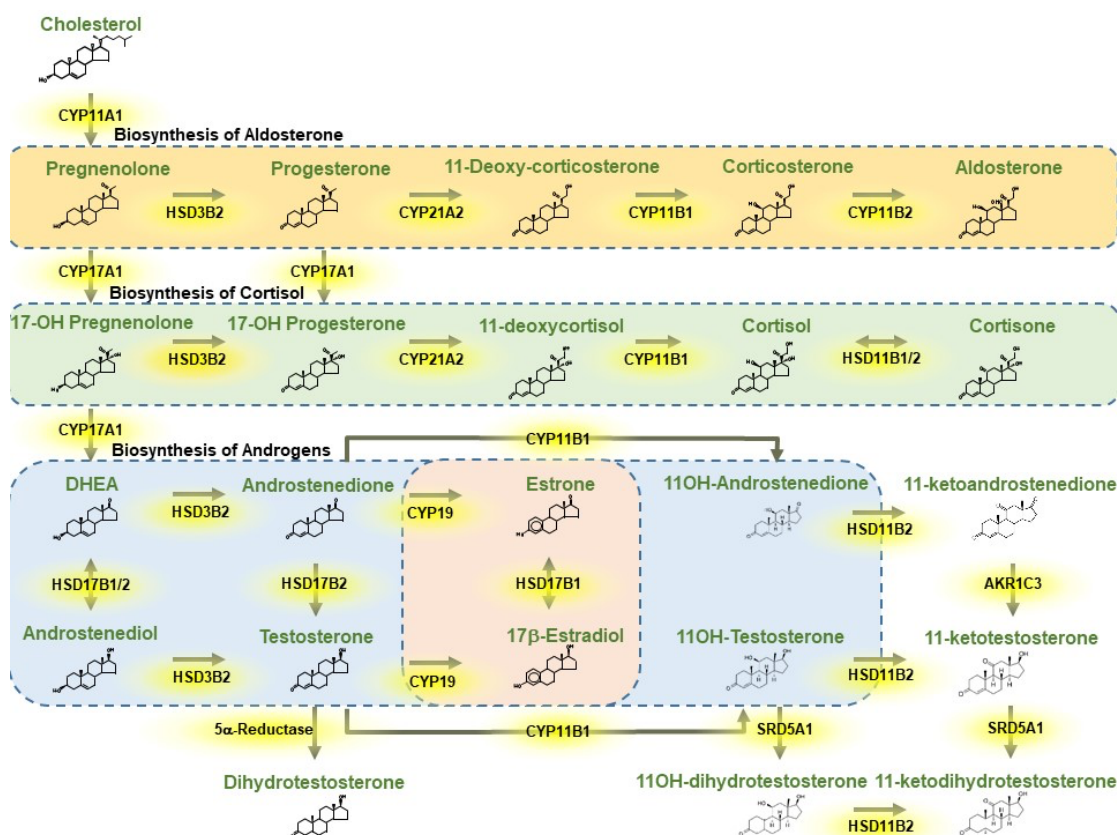 Cholesterol
CYP11A1
Biosynthesis of Aldosterone
Pregnenolone Progesterone 11-Deoxy-corticosterone Corticosterone Aldosterone
HSD3B2 CYP21A2 CYP11B1 CYP11B2
CYP17A1 CYP17A1
Biosynthesis of Cortisol
17-OH Pregnenolone 17-OH Progesterone 11-deoxycortisol Cortisol Cortisone
HSD3B2 CYP21A2 CYP11B1 HSD11B1/2
CYP17A1
Biosynthesis of Androgens
CYP11B1
DHEA Androstenedione Estrone 11OH-Androstenedione 11-ketoandrostenedione
HSD3B2 CYP19 HSD11B2
HSD17B1/2 HSD17B2 HSD17B1 AKR1C3
Androstenediol Testosterone 17β-Estradiol 11OH-Testosterone 11-ketotestosterone
HSD3B2 CYP19 HSD11B2
5α-Reductase CYP11B1 SRD5A1 SRD5A1
Dihydrotestosterone 11OH-dihydrotestosterone 11-ketodihydrotestosterone
HSD11B2